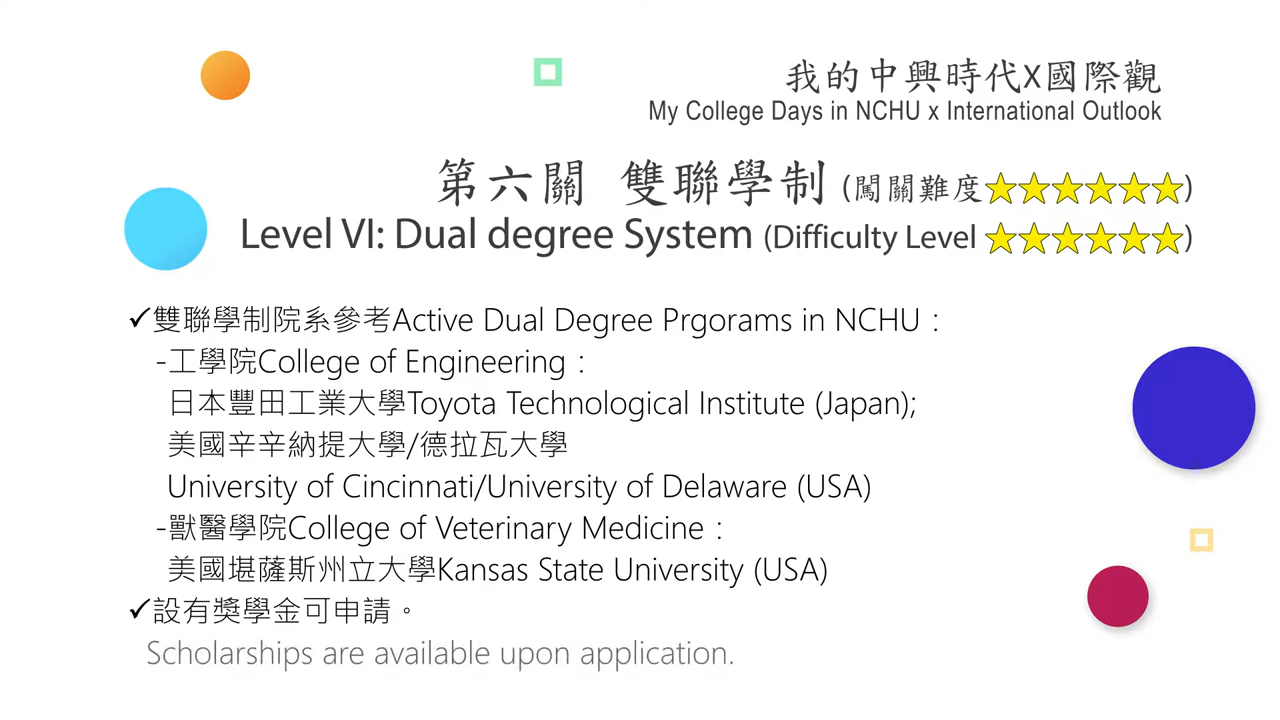 我的中興時代X國際觀
My College Days in NCHU x International Outlook
第六關 雙聯學制 (闖關難度★★★★★★)
Level VI: Dual degree System (Difficulty Level ★★★★★★)
✓雙聯學制院系參考Active Dual Degree Prgorams in NCHU：
-工學院College of Engineering：
日本豐田工業大學Toyota Technological Institute (Japan);
美國辛辛納提大學/德拉瓦大學
University of Cincinnati/University of Delaware (USA)
-獸醫學院College of Veterinary Medicine：
美國堪薩斯州立大學Kansas State University (USA)
✓設有獎學金可申請。
Scholarships are available upon application.